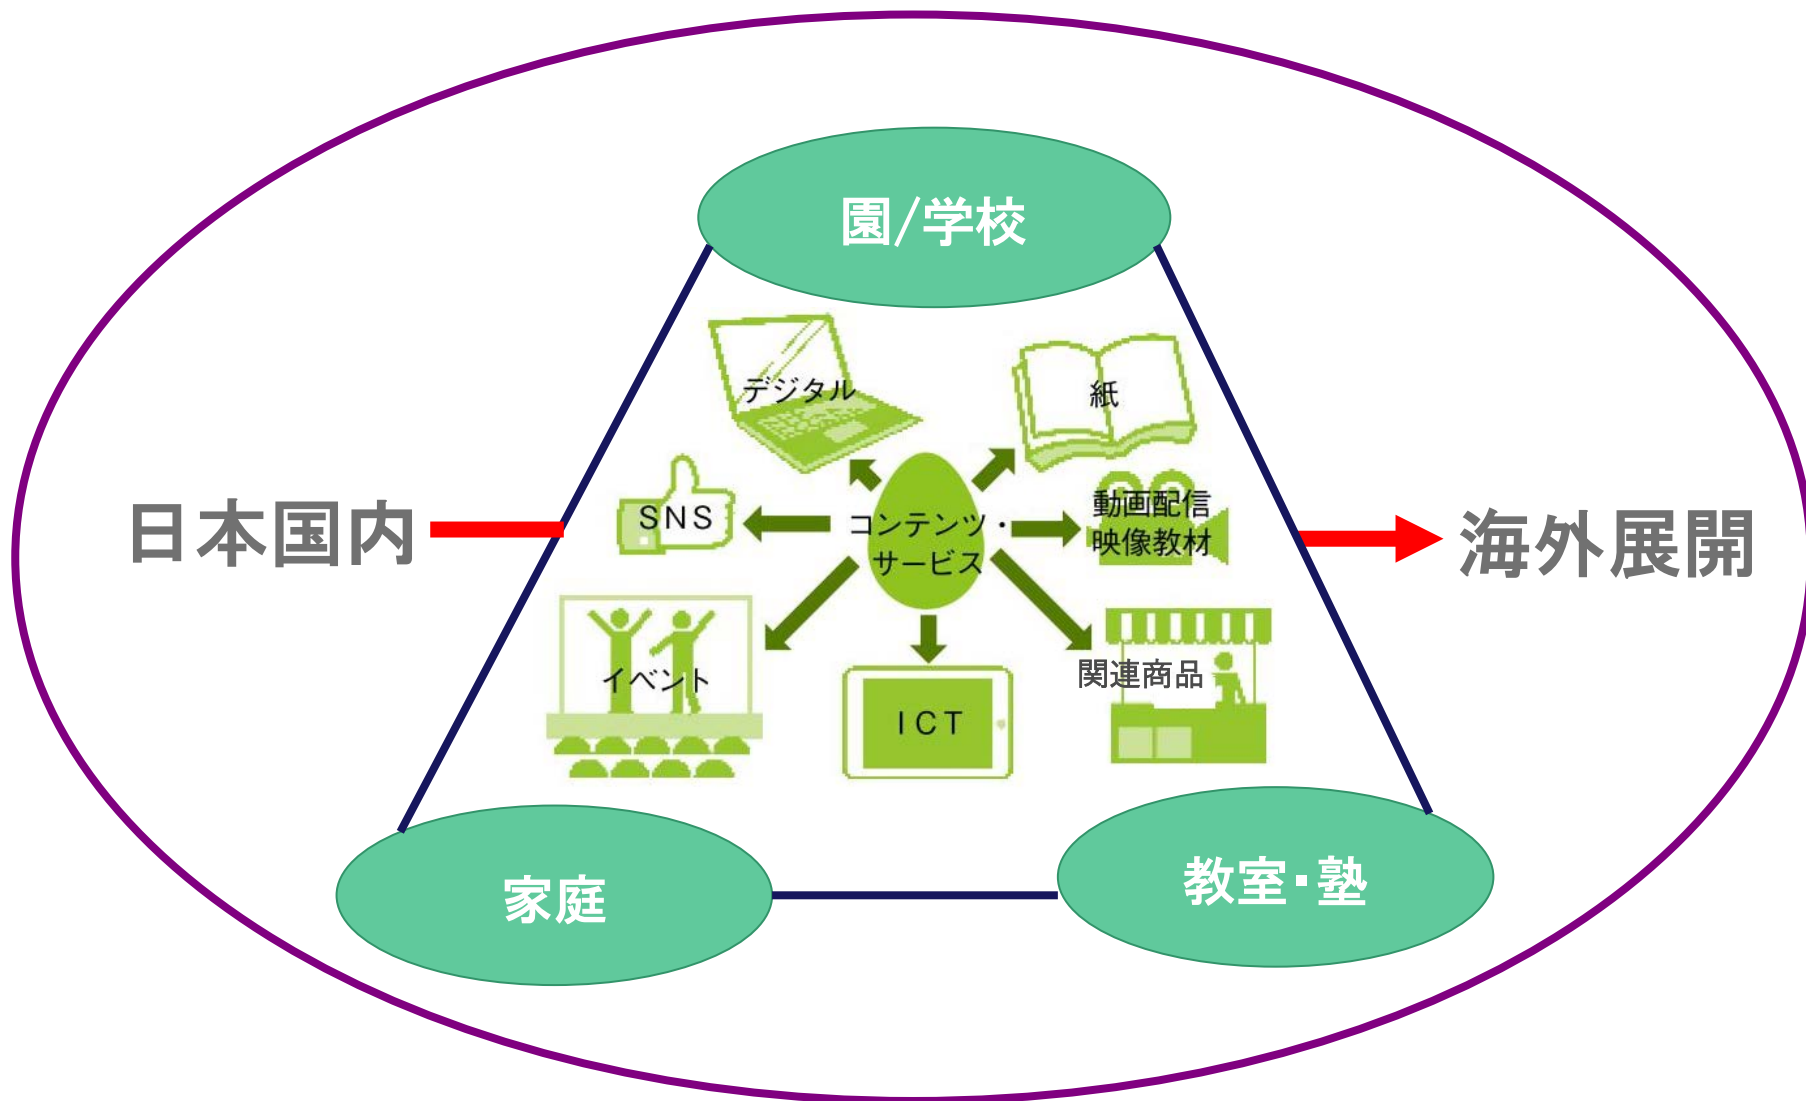 園/学校
デジタル
紙
日本国内
SNS
コンテンツ・
サービス
動画配信
映像教材
海外展開
イベント
ICT
関連商品
家庭
教室・塾